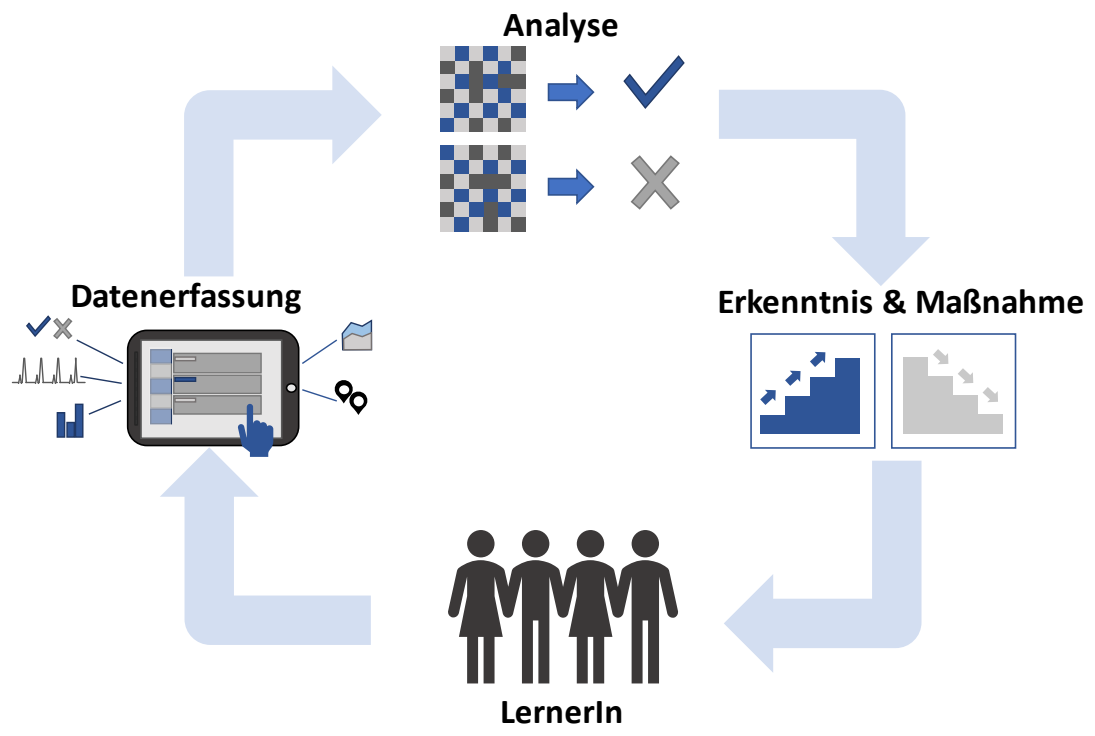 Analyse
Datenerfassung
Erkenntnis & Maßnahme
LernerIn